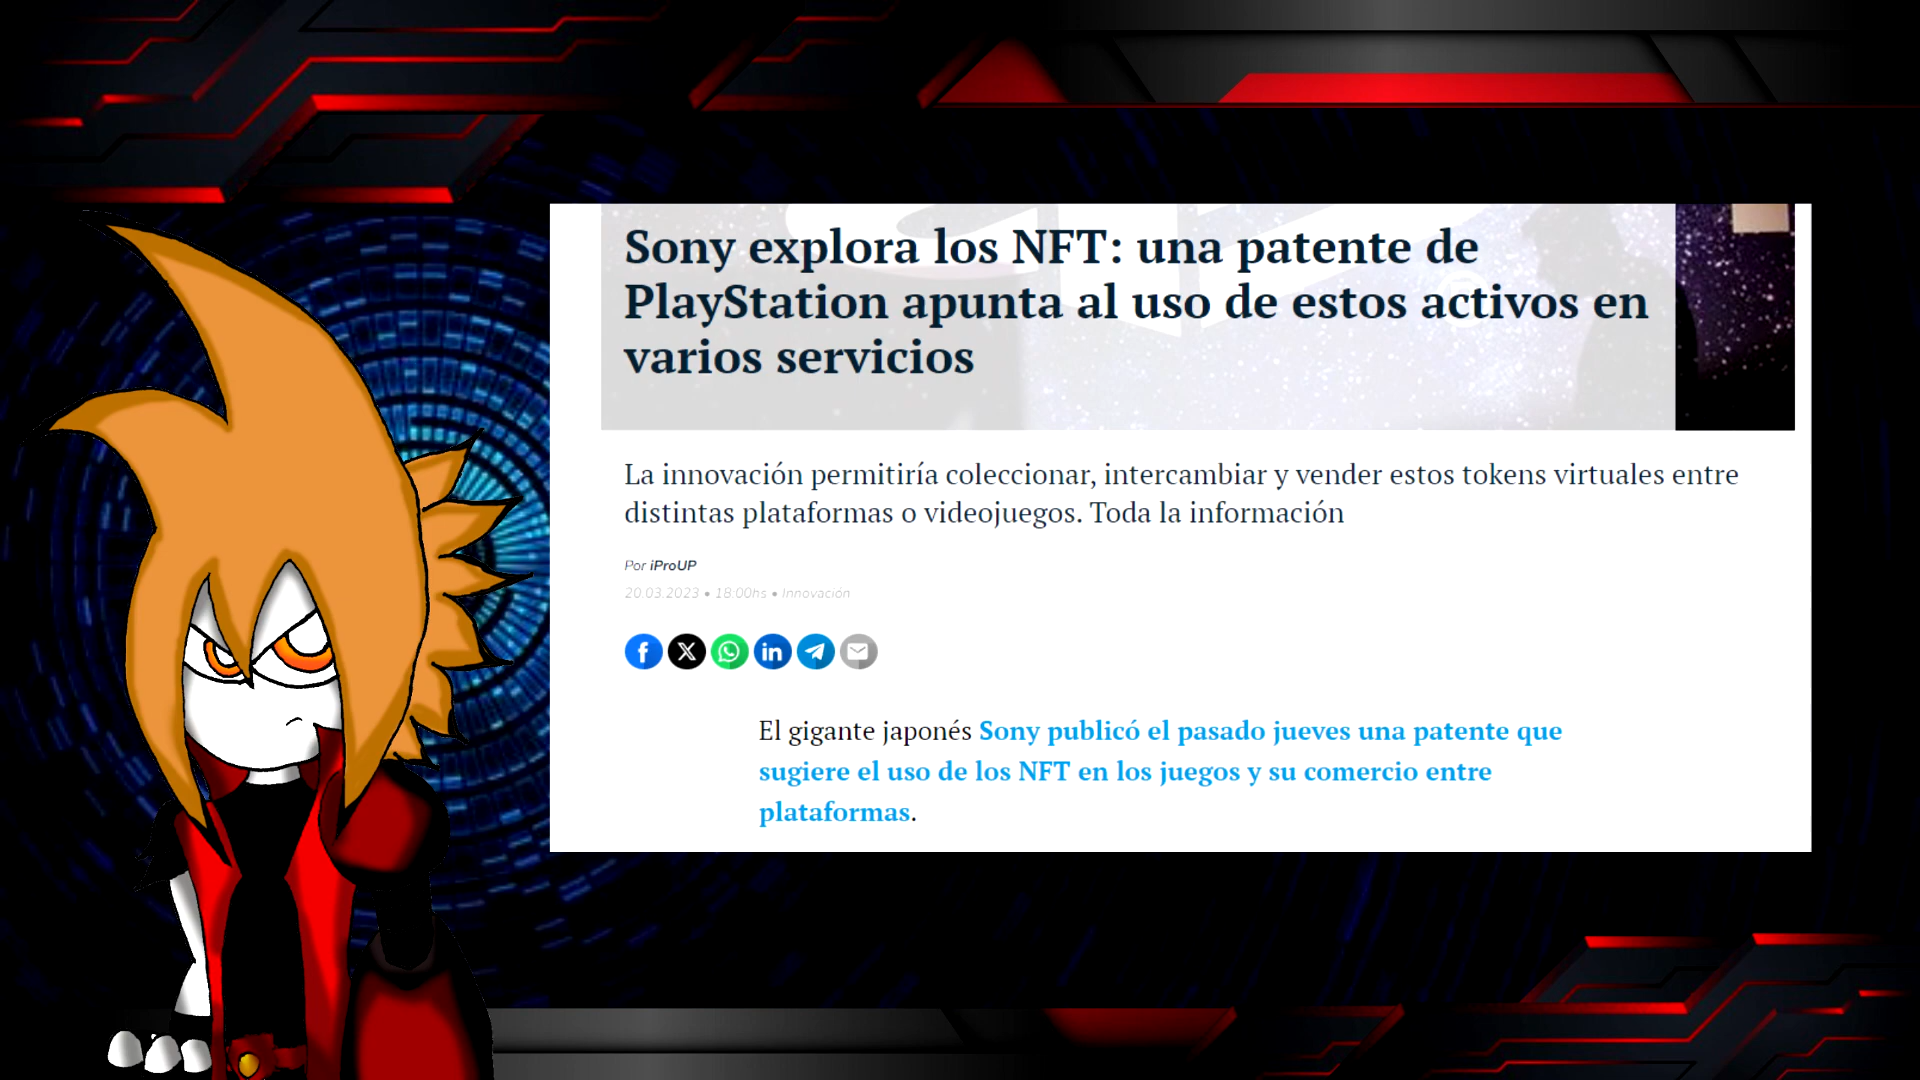 Sony explora los NFT: una patente de
PlayStation apunta al uso de estos activos en
varios servicios
La innovación permitiría coleccionar, intercambiar y vender estos tokens virtuales entre
distintas plataformas o videojuegos. Toda la información
Por iProUP
20.03.2023 • 18:00hs • Innovación
El gigante japonés Sony publicó el pasado jueves una patente que
sugiere el uso de los NFT en los juegos y su comercio entre
plataformas.